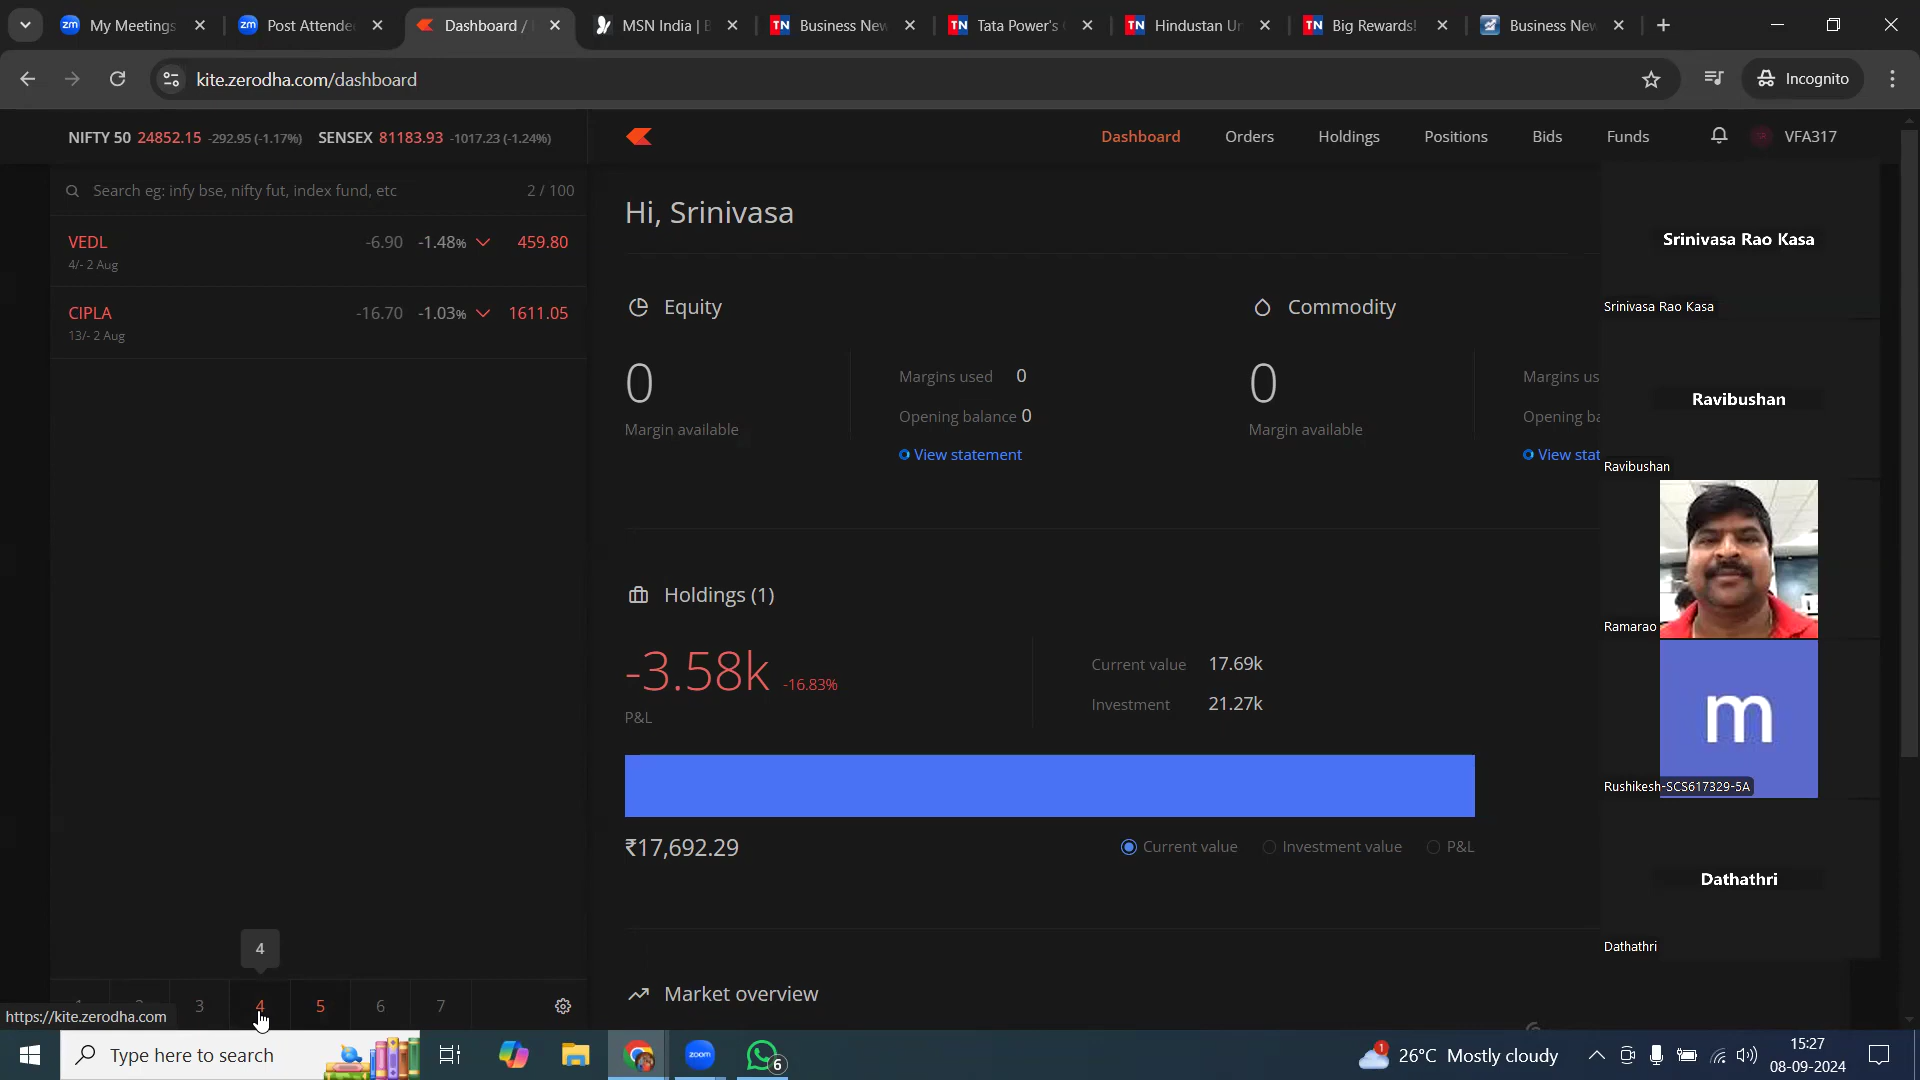 My Meetings
Post Attende
Dashboard /
MSN India | B
Business New
Tata Power's
Hindustan Un
Big Rewards!
Business New
kite.zerodha.com/dashboard
Incognito
NIFTY 50 24852.15 -292.95 (-1.17%) SENSEX 81183.93 -1017.23 (-1.24%)
Dashboard Orders Holdings Positions Bids Funds VFA317
Search eg: infy bse, nifty fut, index fund, etc 2 / 100
VEDL -6.90 -1.48% 459.80
4/- 2 Aug
CIPLA -16.70 -1.03% 1611.05
13/- 2 Aug
Hi, Srinivasa
Equity
0
Margin available
Margins used 0
Opening balance 0
View statement
Commodity
0
Margin available
Margins us
Opening ba
View stat
Holdings (1)
-3.58k -16.83%
P&L
Current value 17.69k
Investment 21.27k
₹17,692.29
Current value Investment value P&L
Market overview
Srinivasa Rao Kasa
Srinivasa Rao Kasa
Ravibushan
Ravibushan
Ramarao
m
Rushikesh-SCS617329-5A
Dathathri
Dathathri
4
3 4 5 6 7
https://kite.zerodha.com
Type here to search
zoom
6
1
26°C Mostly cloudy
15:27
08-09-2024